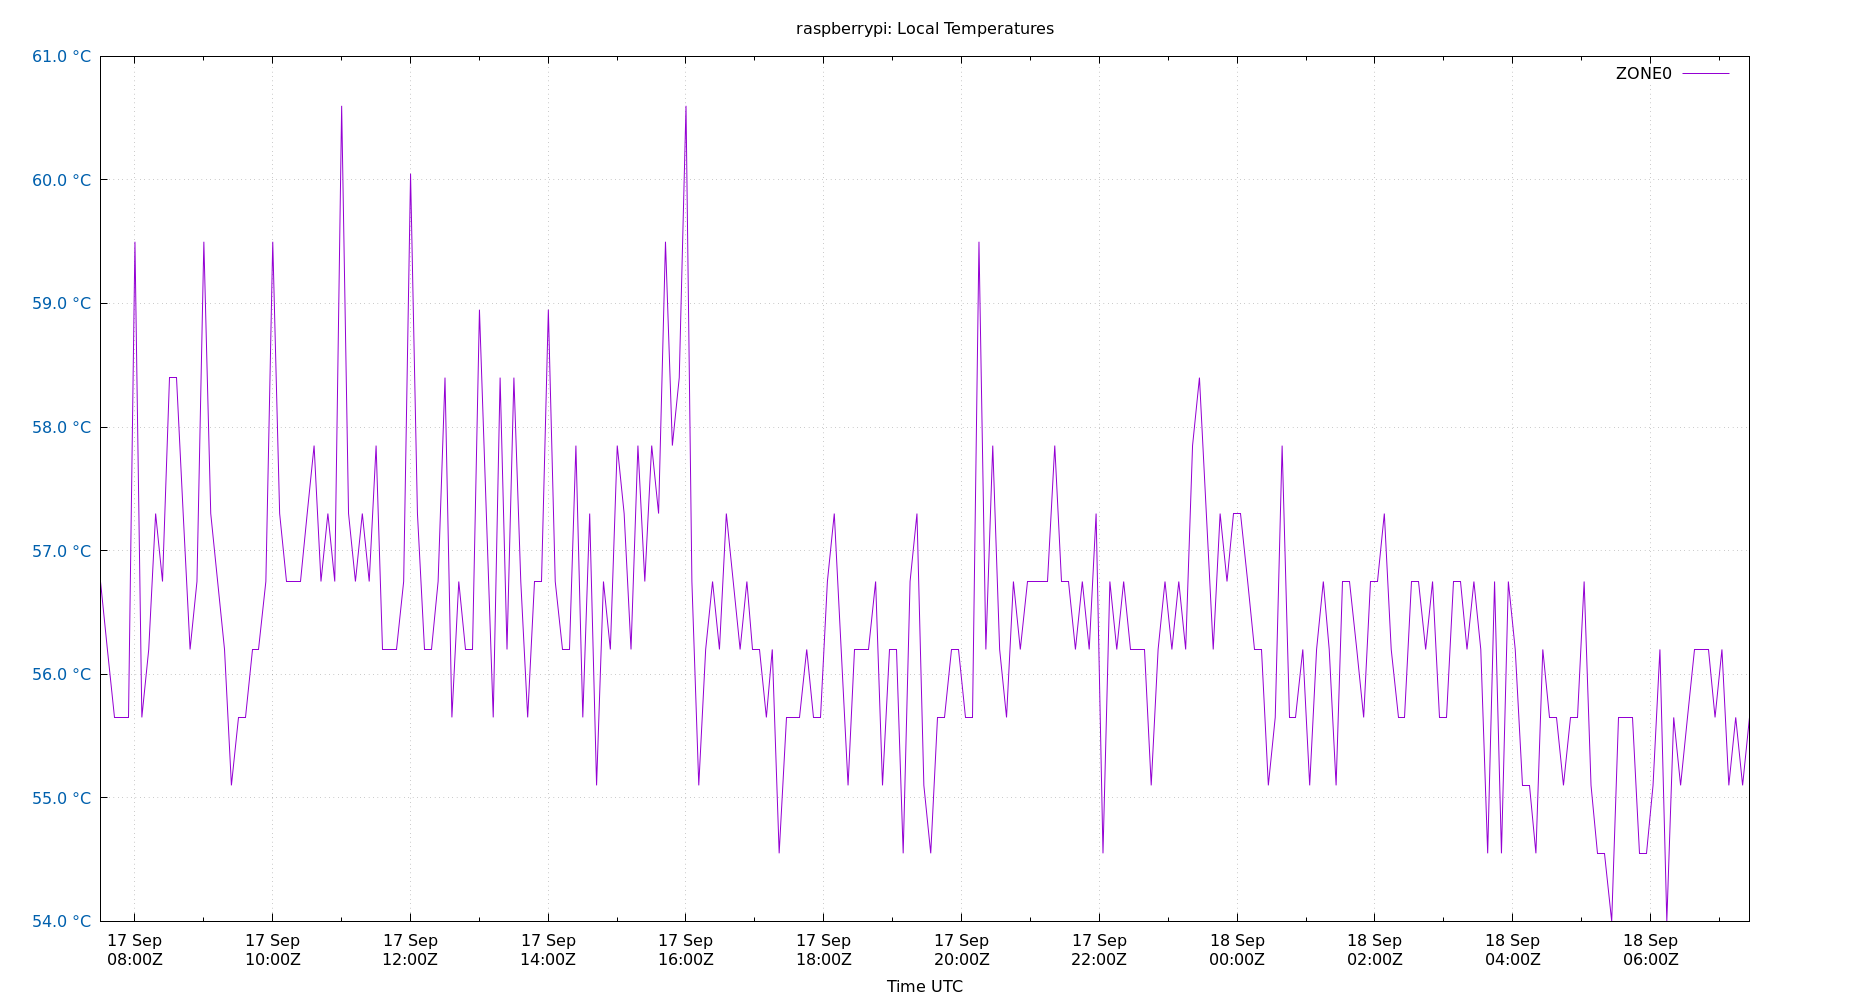 raspberrypi: Local Temperatures
61.0 °C
ZONE0
60.0 °C
59.0 °C
58.0 °C
57.0 °C
56.0 °C
55.0 °C
54.0 °C
17 Sep 17 Sep 17 Sep 17 Sep 17 Sep 17 Sep 17 Sep 17 Sep 18 Sep 18 Sep 18 Sep 18 Sep
08:00Z 10:00Z 12:00Z 14:00Z 16:00Z 18:00Z 20:00Z 22:00Z 00:00Z 02:00Z 04:00Z 06:00Z
Time UTC